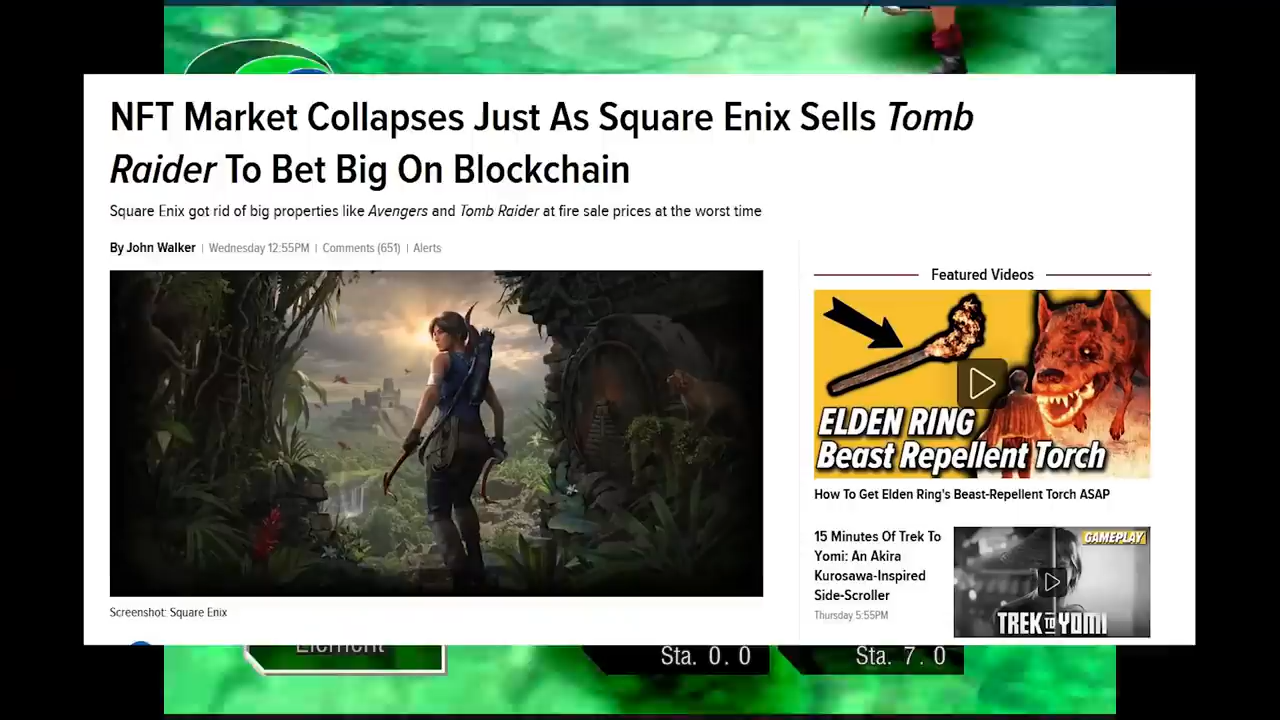 NFT Market Collapses Just As Square Enix Sells Tomb
Raider To Bet Big On Blockchain
Square Enix got rid of big properties like Avengers and Tomb Raider at fire sale prices at the worst time
By John Walker | Wednesday 12:55PM | Comments (651) | Alerts
Featured Videos
ELDEN RING
Beast Repellent Torch
How To Get Elden Ring's Beast-Repellent Torch ASAP
15 Minutes Of Trek To
Yomi: An Akira
Kurosawa-Inspired
Side-Scroller
Thursday 5:55PM
GAMEPLAY
TREK TO YOMI
Screenshot: Square Enix
Element
Sta. 0.0
Sta. 7.0